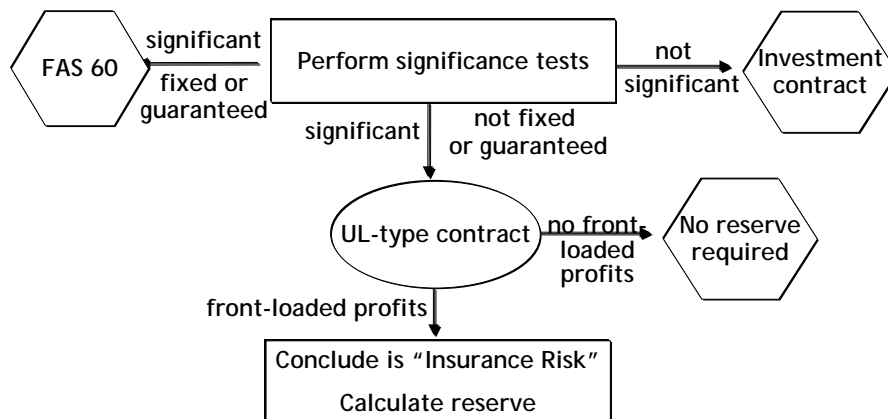 significant
FAS 60
fixed or
guaranteed
Perform significance tests
not
significant
Investment
contract
significant
not fixed
or guaranteed
UL-type contract
no front-
loaded
profits
No reserve
required
front-loaded profits
Conclude is “Insurance Risk”
Calculate reserve